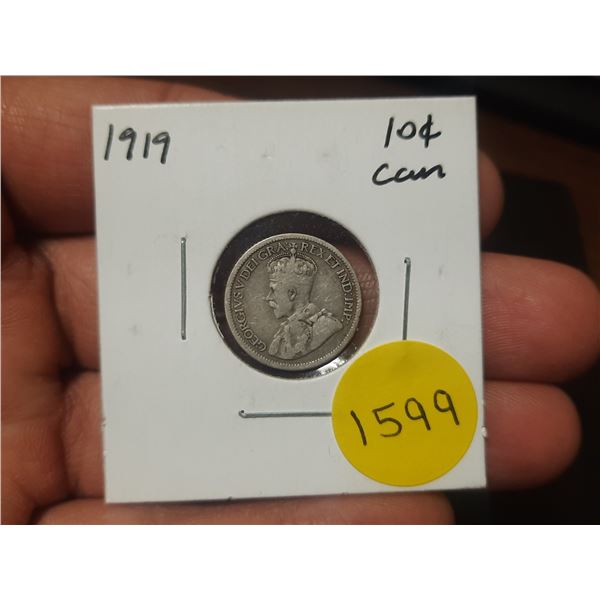 1919
10¢
can
GEORGIVS V DEI GRA: REX ET IND: IMP:
1599